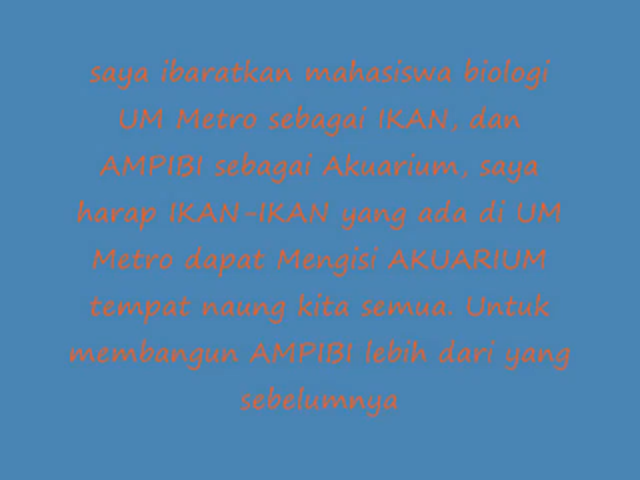 saya ibaratkan mahasiswa biologi
UM Metro sebagai IKAN, dan
AMPIBI sebagai Akuarium, saya
harap IKAN-IKAN yang ada di UM
Metro dapat Mengisi AKUARIUM
tempat naung kita semua. Untuk
membangun AMPIBI lebih dari yang
sebelumnya